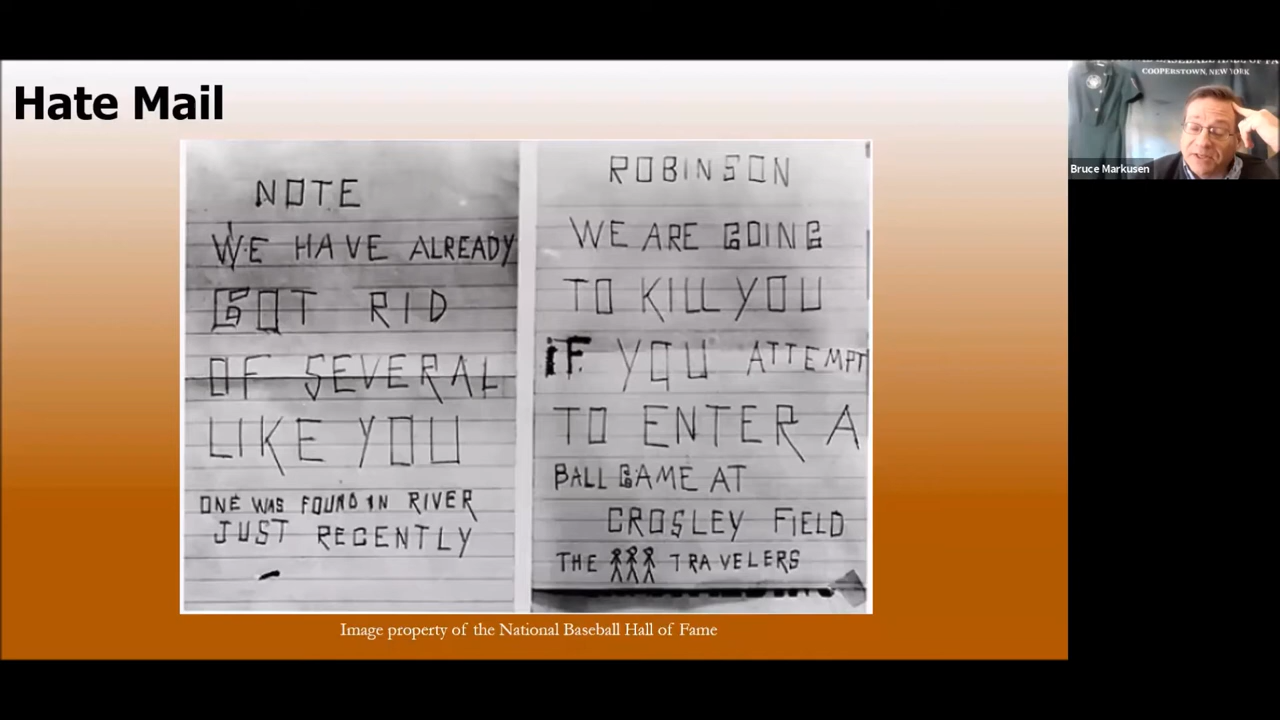 Hate Mail
NOTE
WE HAVE ALREADY
GOT RID
OF SEVERAL
LIKE YOU
ONE WAS FOUND IN RIVER
JUST RECENTLY
ROBINSON
WE ARE GOING
TO KILL YOU
iF YOU ATTEMPT
TO ENTER A
BALL GAME AT
CROSLEY FIELD
THE TRAVELERS
Image property of the National Baseball Hall of Fame
COOPERSTOWN, NEW YORK
Bruce Markusen